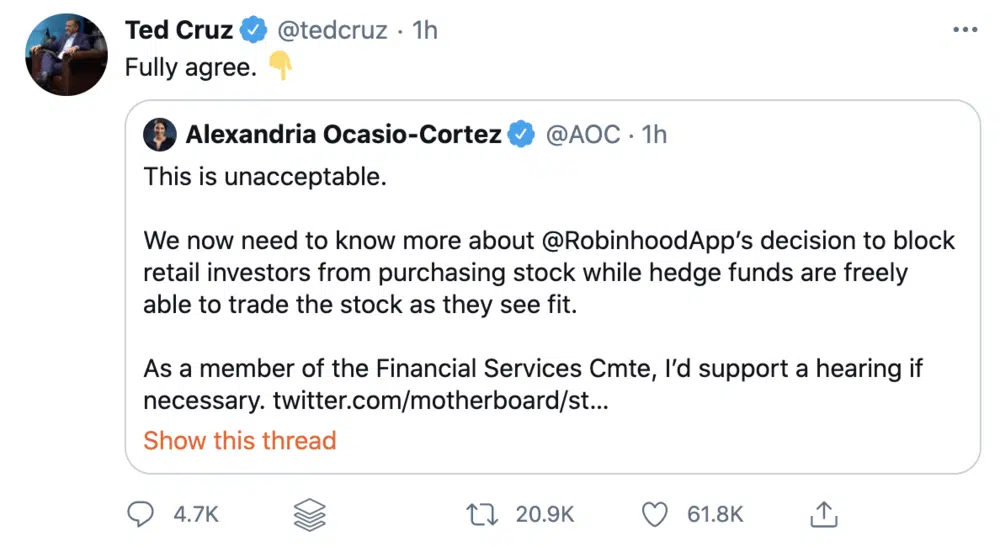 Ted Cruz @tedcruz · 1h
Fully agree. 👇
Alexandria Ocasio-Cortez @AOC · 1h
This is unacceptable.
We now need to know more about @RobinhoodApp’s decision to block
retail investors from purchasing stock while hedge funds are freely
able to trade the stock as they see fit.
As a member of the Financial Services Cmte, I’d support a hearing if
necessary. twitter.com/motherboard/st...
Show this thread
4.7K 20.9K 61.8K